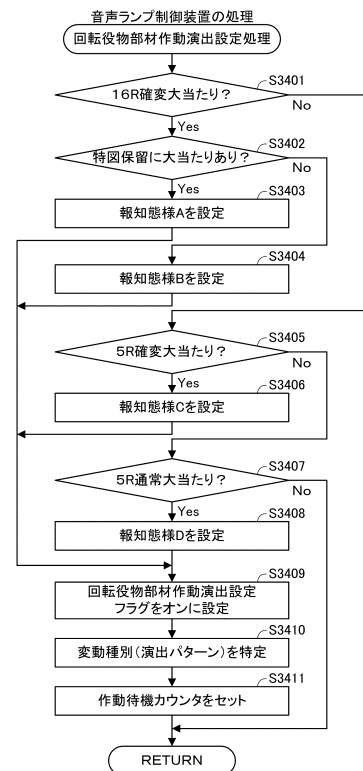 音声ランプ制御装置の処理
回転役物部材作動演出設定処理
S3401
16R確変大当たり?
No
Yes
S3402
特図保留に大当たりあり?
No
Yes
S3403
報知態様Aを設定
S3404
報知態様Bを設定
S3405
5R確変大当たり?
No
Yes
S3406
報知態様Cを設定
S3407
5R通常大当たり?
No
Yes
S3408
報知態様Dを設定
S3409
回転役物部材作動演出設定
フラグをオンに設定
S3410
変動種別(演出パターン)を特定
S3411
作動待機カウンタをセット
RETURN